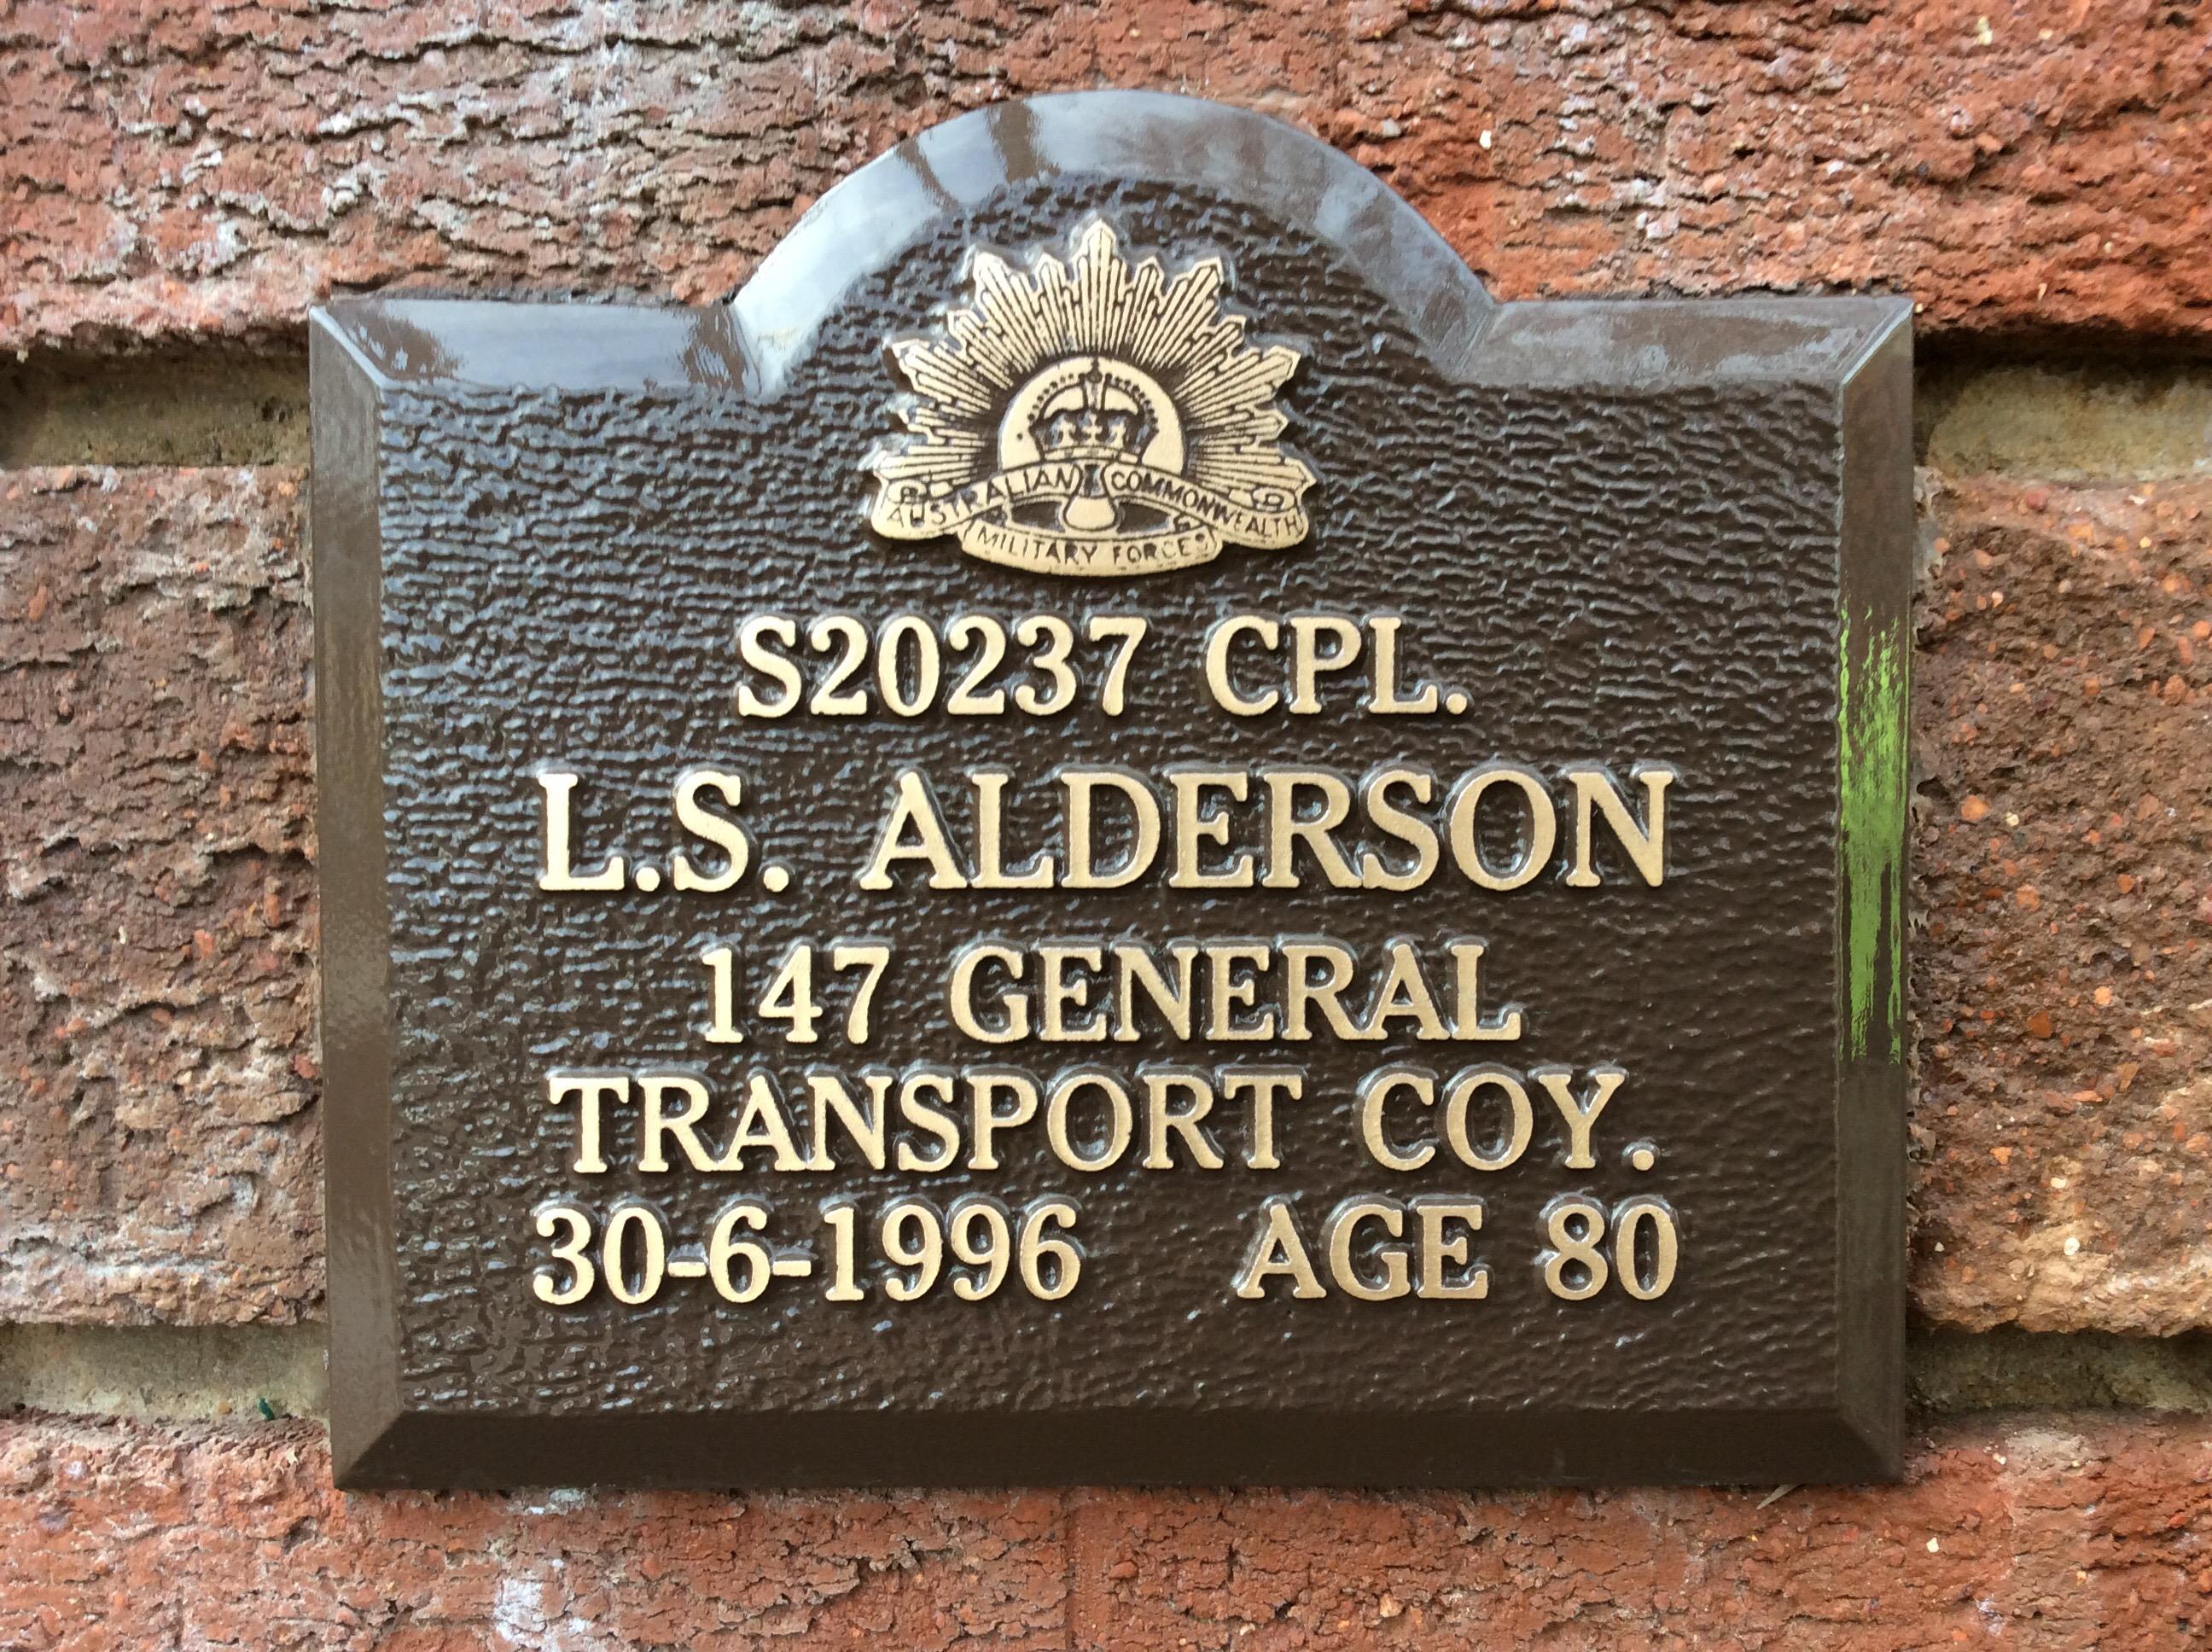 AUSTRALIAN COMMONWEALTH
MILITARY FORCES
S20237 CPL.
L.S. ALDERSON
147 GENERAL
TRANSPORT COY.
30-6-1996 AGE 80